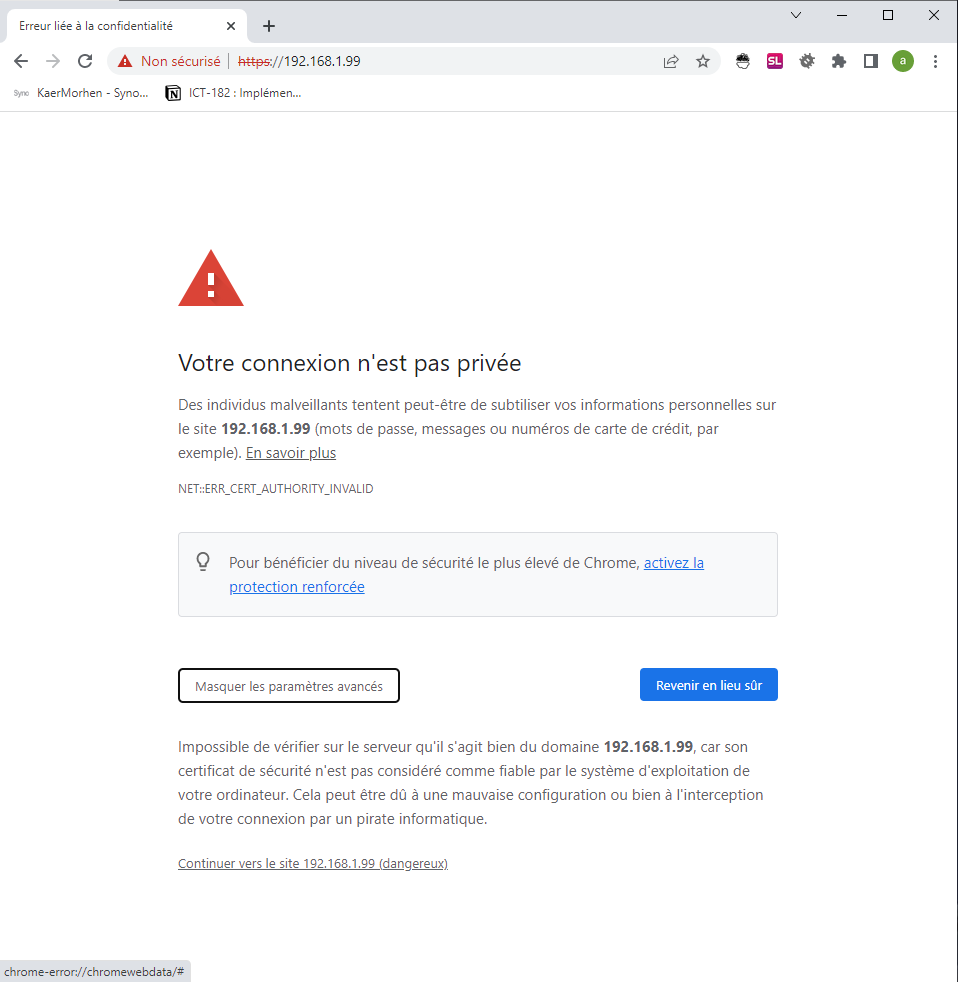 Erreur liée à la confidentialité
Non sécurisé https://192.168.1.99
SL
a
Syno KaerMorhen - Syno... ICT-182 : Implémen...
Votre connexion n'est pas privée
Des individus malveillants tentent peut-être de subtiliser vos informations personnelles sur
le site 192.168.1.99 (mots de passe, messages ou numéros de carte de crédit, par
exemple). En savoir plus
NET::ERR_CERT_AUTHORITY_INVALID
Pour bénéficier du niveau de sécurité le plus élevé de Chrome, activez la
protection renforcée
Masquer les paramètres avancés
Revenir en lieu sûr
Impossible de vérifier sur le serveur qu'il s'agit bien du domaine 192.168.1.99, car son
certificat de sécurité n'est pas considéré comme fiable par le système d'exploitation de
votre ordinateur. Cela peut être dû à une mauvaise configuration ou bien à l'interception
de votre connexion par un pirate informatique.
Continuer vers le site 192.168.1.99 (dangereux)
chrome-error://chromewebdata/#